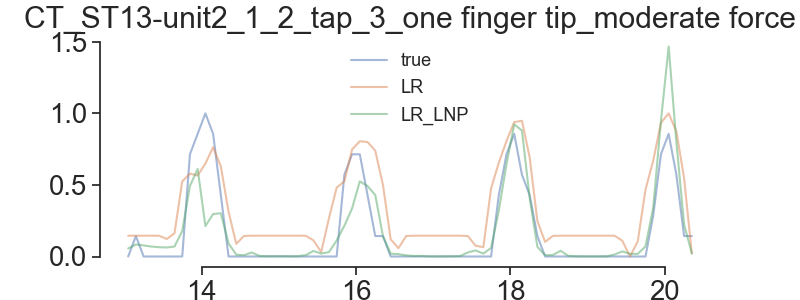 CT_ST13-unit2_1_2_tap_3_one finger tip_moderate force
1.5
1.0
0.5
0.0
true
LR
LR_LNP
14 16 18 20